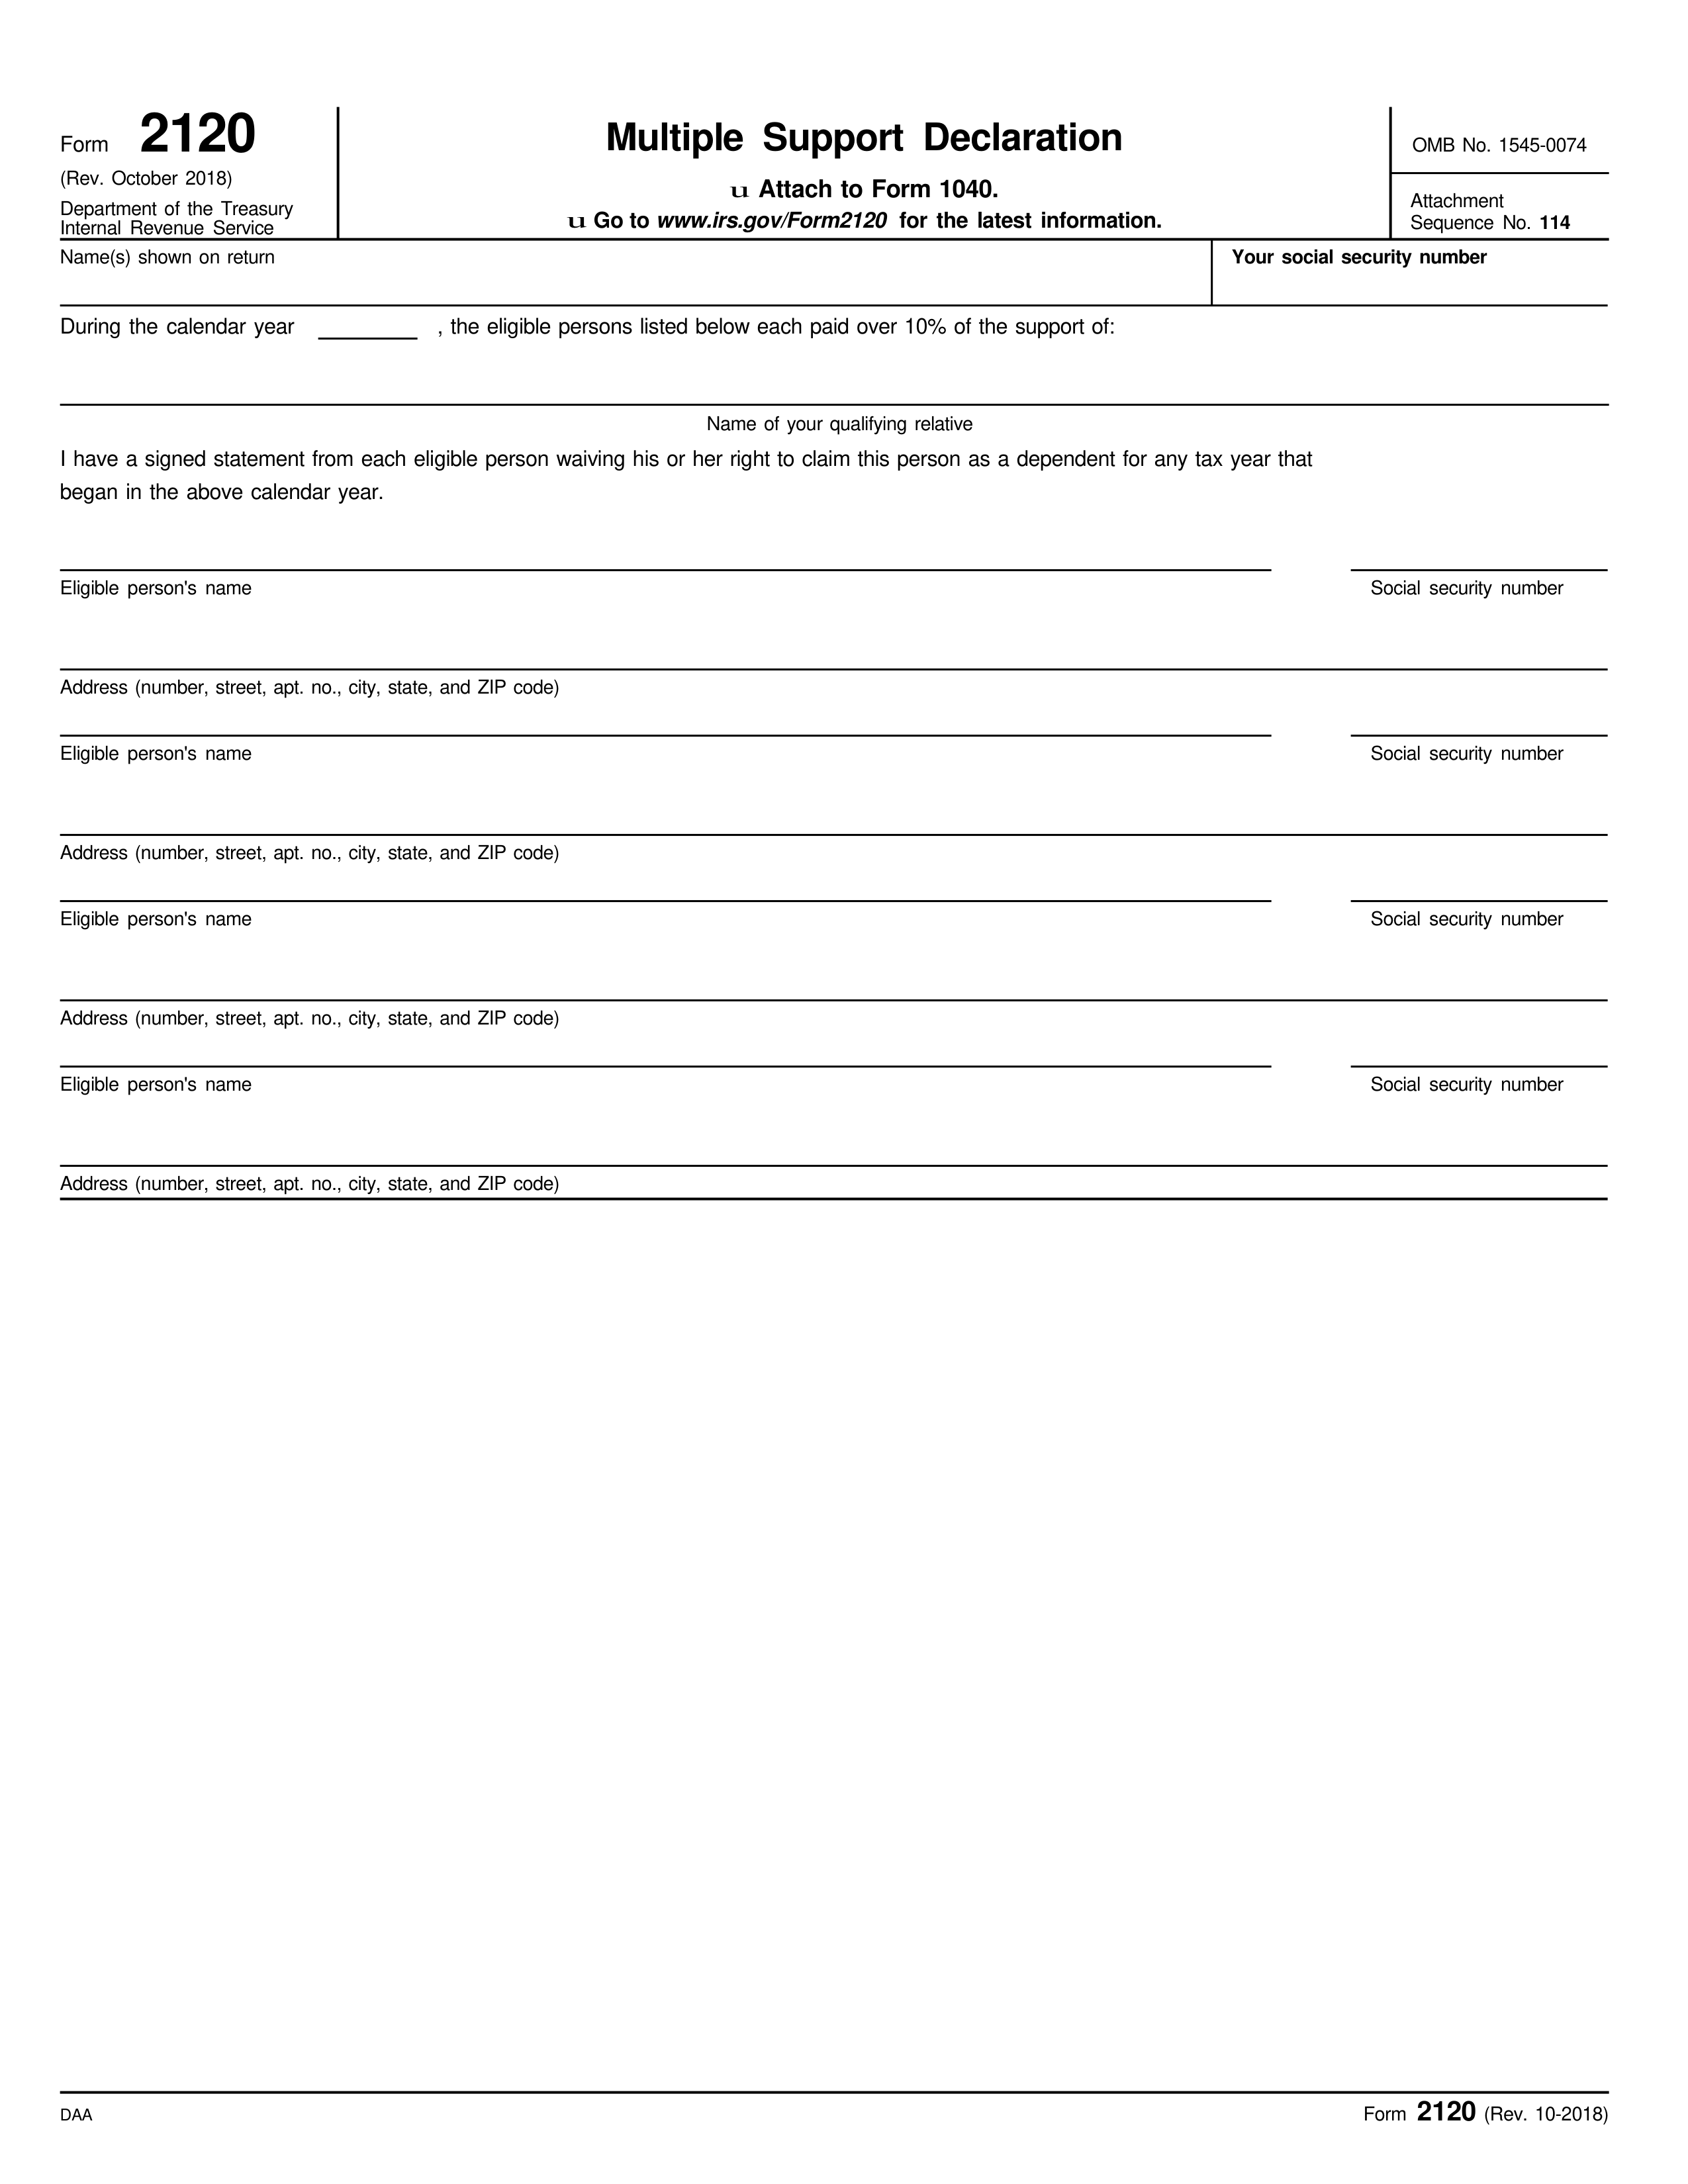 Form 2120
(Rev. October 2018)
Department of the Treasury
Internal Revenue Service
Multiple Support Declaration
u Attach to Form 1040.
u Go to www.irs.gov/Form2120 for the latest information.
OMB No. 1545-0074
Attachment
Sequence No. 114
Name(s) shown on return
Your social security number
During the calendar year ________ , the eligible persons listed below each paid over 10% of the support of:
Name of your qualifying relative
I have a signed statement from each eligible person waiving his or her right to claim this person as a dependent for any tax year that
began in the above calendar year.
Eligible person's name Social security number
Address (number, street, apt. no., city, state, and ZIP code)
Eligible person's name Social security number
Address (number, street, apt. no., city, state, and ZIP code)
Eligible person's name Social security number
Address (number, street, apt. no., city, state, and ZIP code)
Eligible person's name Social security number
Address (number, street, apt. no., city, state, and ZIP code)
DAA Form 2120 (Rev. 10-2018)